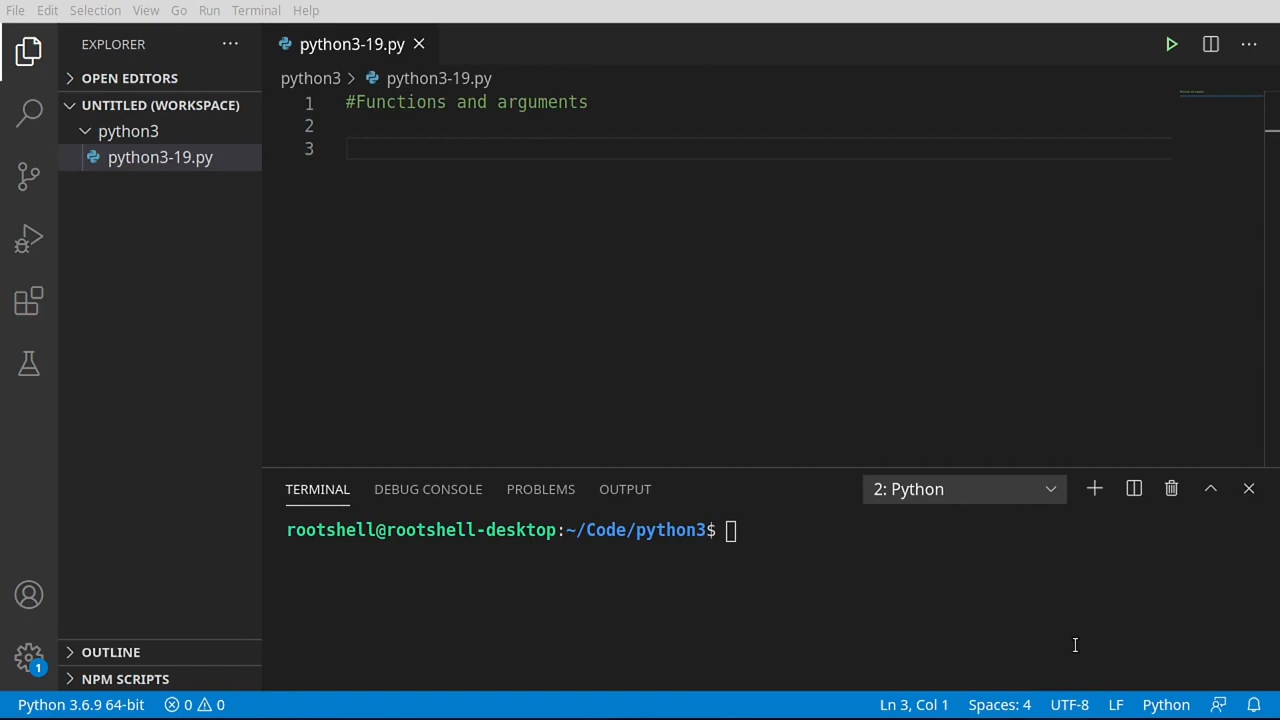 File Edit Selection View Go Run Terminal Help
EXPLORER
OPEN EDITORS
UNTITLED (WORKSPACE)
python3
python3-19.py
OUTLINE
NPM SCRIPTS
python3-19.py
python3 > python3-19.py
1 #Functions and arguments
2
3
TERMINAL DEBUG CONSOLE PROBLEMS OUTPUT 2: Python
rootshell@rootshell-desktop:~/Code/python3$
1
Python 3.6.9 64-bit 0 0 Ln 3, Col 1 Spaces: 4 UTF-8 LF Python